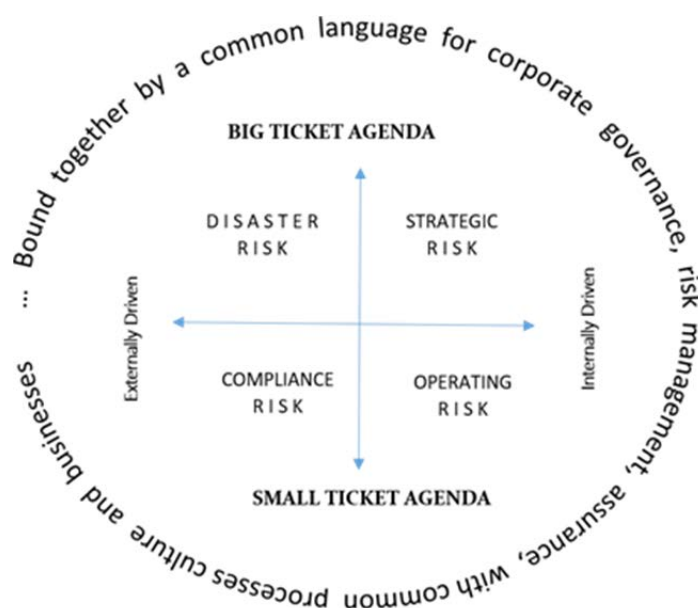 ... Bound together by a common language for corporate governance, risk management, assurance, with common processes culture and businesses
BIG TICKET AGENDA
DISASTER
RISK
STRATEGIC
RISK
Externally Driven
Internally Driven
COMPLIANCE
RISK
OPERATING
RISK
SMALL TICKET AGENDA